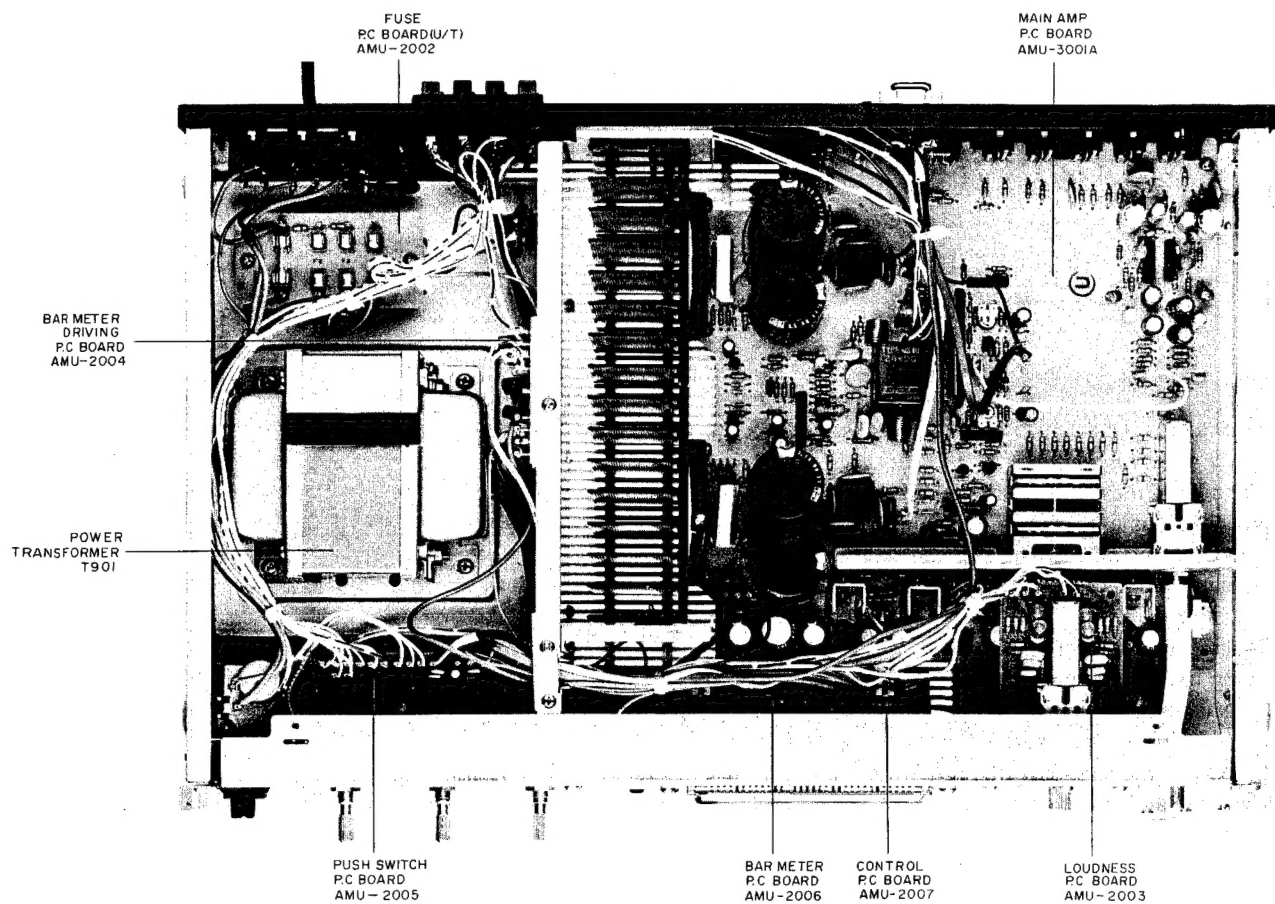 FUSE
P.C BOARD(U/T)
AMU-2002
MAIN AMP
P.C BOARD
AMU-3001A
BAR METER
DRIVING
P.C BOARD
AMU-2004
U
POWER
TRANSFORMER
T901
PUSH SWITCH
P.C BOARD
AMU-2005
BAR METER
P.C BOARD
AMU-2006
CONTROL
P.C BOARD
AMU-2007
LOUDNESS
P.C BOARD
AMU-2003